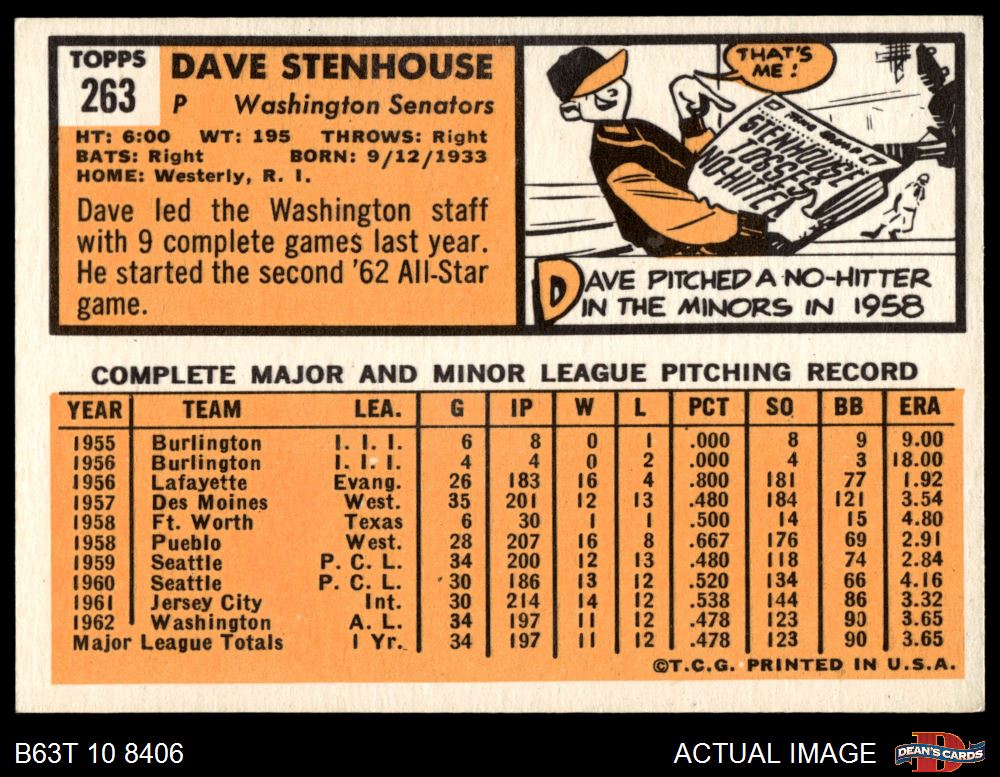 TOPPS
263
DAVE STENHOUSE
P Washington Senators
HT: 6:00 WT: 195 THROWS: Right
BATS: Right BORN: 9/12/1933
HOME: Westerly, R. I.
Dave led the Washington staff
with 9 complete games last year.
He started the second '62 All-Star
game.
THAT'S
ME!
STENHOUSE
TOSSES
NO-HITTER
DAVE PITCHED A NO-HITTER
IN THE MINORS IN 1958
COMPLETE MAJOR AND MINOR LEAGUE PITCHING RECORD
YEAR TEAM LEA. G IP W L PCT SO BB ERA
1955 Burlington I. I. I. 6 8 0 1 .000 8 9 9.00
1956 Burlington I. I. I. 4 4 0 2 .000 4 3 18.00
1956 Lafayette Evang. 26 183 16 4 .800 181 77 1.92
1957 Des Moines West. 35 201 12 13 .480 184 121 3.54
1958 Ft. Worth Texas 6 30 1 1 .500 14 15 4.80
1958 Pueblo West. 28 207 16 8 .667 176 69 2.91
1959 Seattle P. C. L. 34 200 12 13 .480 118 74 2.84
1960 Seattle P. C. L. 30 186 13 12 .520 134 66 4.16
1961 Jersey City Int. 30 214 14 12 .538 144 86 3.32
1962 Washington A. L. 34 197 11 12 .478 123 90 3.65
Major League Totals 1 Yr. 34 197 11 12 .478 123 90 3.65
©T.C.G. PRINTED IN U.S.A.
B63T 10 8406
ACTUAL IMAGE
DEAN'S CARDS